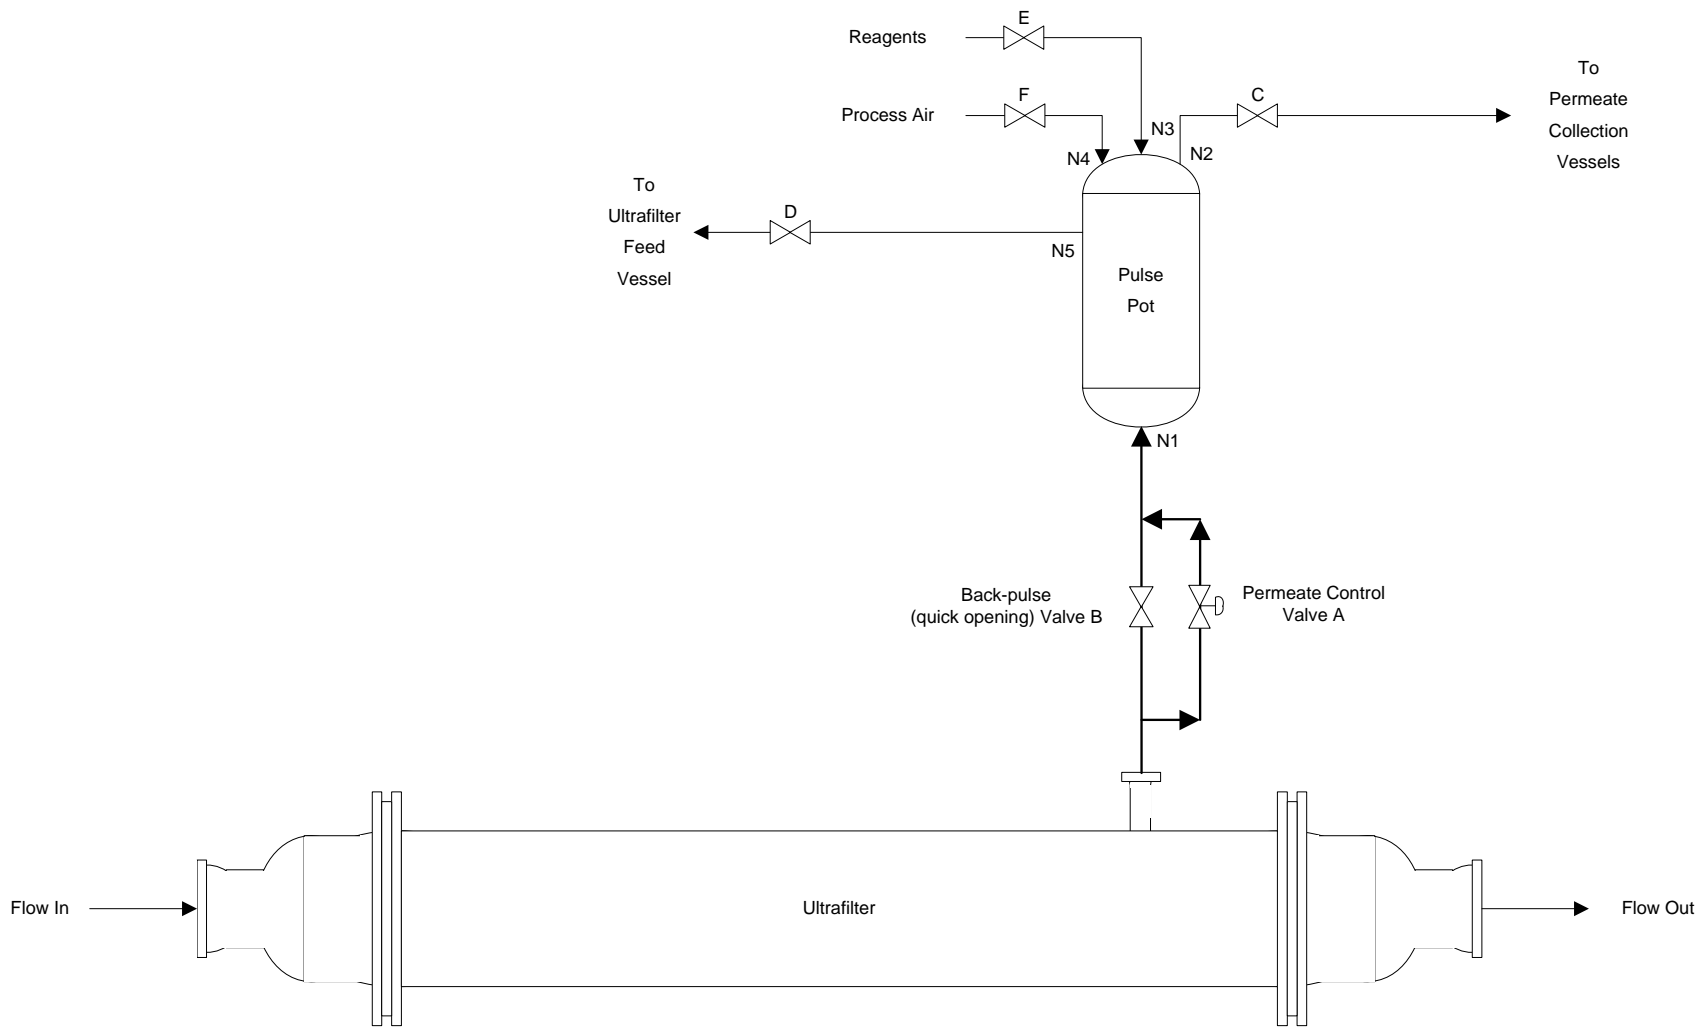 E
Reagents
F
Process Air
C
To
Permeate
Collection
Vessels
N3
N4
N2
To
Ultrafilter
Feed
Vessel
D
N5
Pulse
Pot
N1
Back-pulse
(quick opening) Valve B
Permeate Control
Valve A
Flow In
Ultrafilter
Flow Out